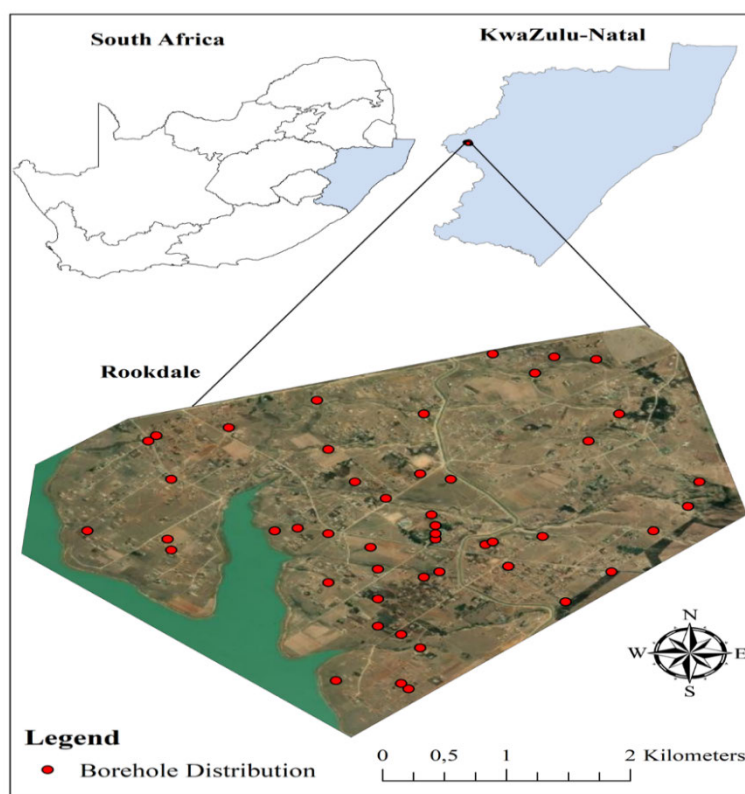 South Africa
KwaZulu-Natal
Rookdale
N
W E
S
Legend
Borehole Distribution
0 0,5 1 2 Kilometers